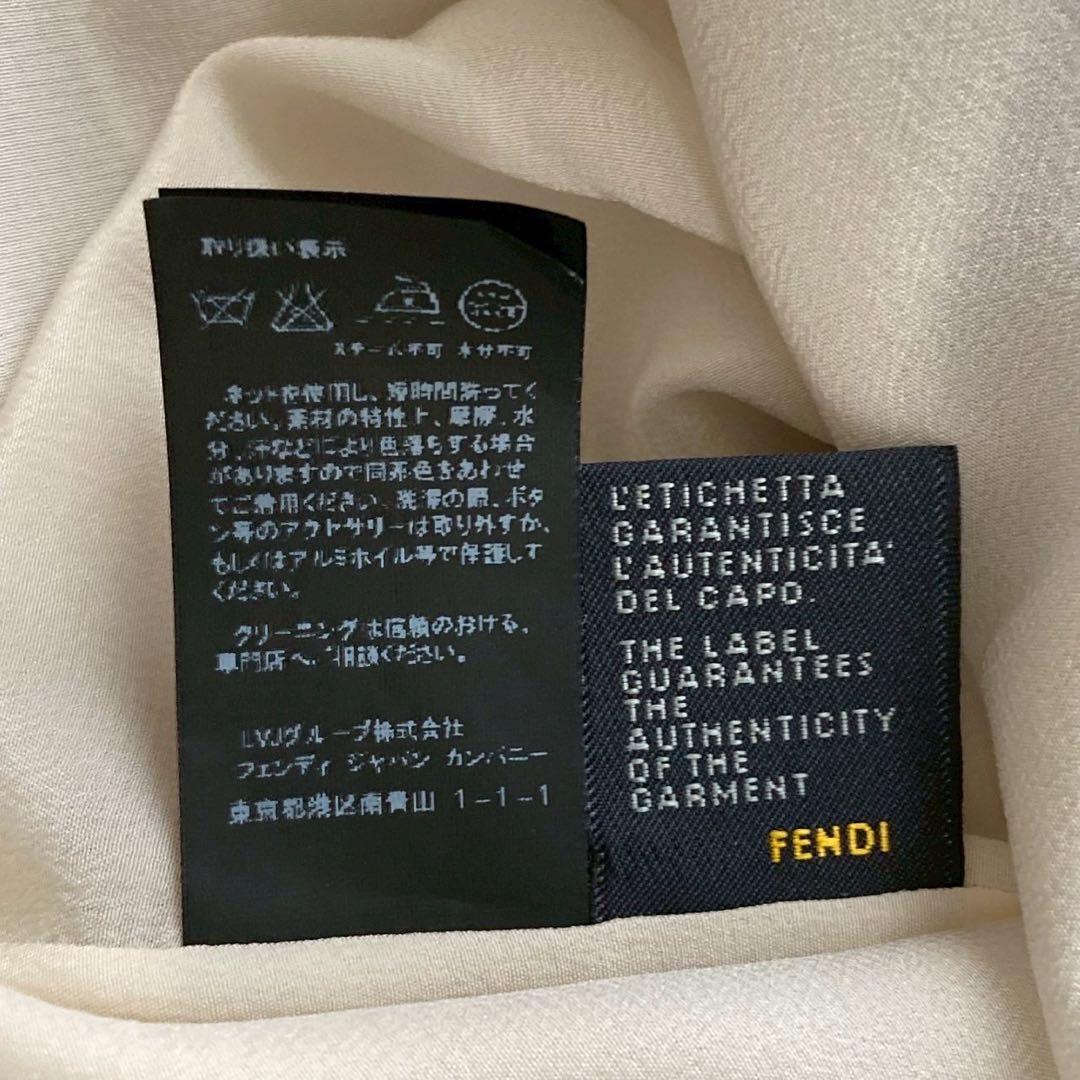 取り扱い表示
スチーム不可 水分不可
ネットを使用し、短時間洗ってく
ださい。素材の特性上、摩擦、水
分、汗などにより色落ちする場合
がありますので同系色をあわせ
てご着用ください。洗濯の際、ボタ
ン等のアクセサリーは取り外すか、
もしくはアルミホイル等で保護して
ください。
クリーニングは信頼のおける、
専門店へご相談ください。
LVJグループ株式会社
フェンディ ジャパン カンパニー
東京都港区南青山 1-1-1
L'ETICHETTA
GARANTISCE
L'AUTENTICITA'
DEL CAPO.
THE LABEL
GUARANTEES
THE
AUTHENTICITY
OF THE
GARMENT
FENDI